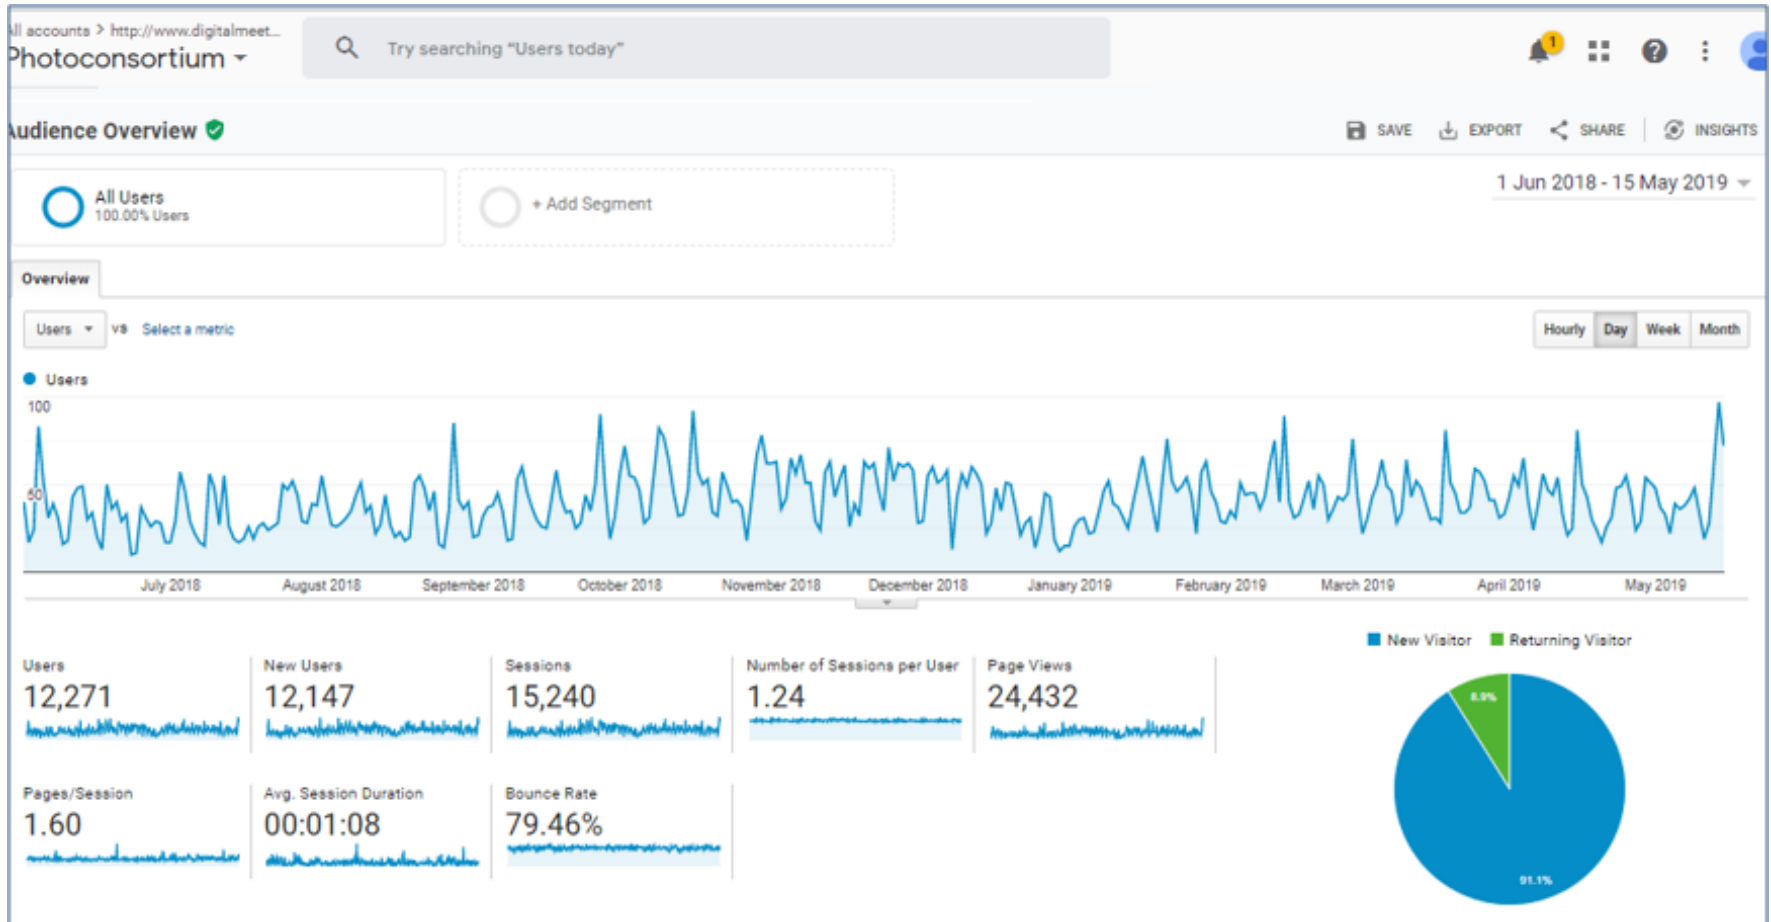 All accounts > http://www.digitalmeet...
Photoconsortium
Try searching "Users today"
1
Audience Overview
SAVE
EXPORT
SHARE
INSIGHTS
All Users
100.00% Users
+ Add Segment
1 Jun 2018 - 15 May 2019
Overview
Users
VS
Select a metric
Hourly
Day
Week
Month
Users
100
50
July 2018
August 2018
September 2018
October 2018
November 2018
December 2018
January 2019
February 2019
March 2019
April 2019
May 2019
New Visitor
Returning Visitor
Users
12,271
New Users
12,147
Sessions
15,240
Number of Sessions per User
1.24
Page Views
24,432
Pages/Session
1.60
Avg. Session Duration
00:01:08
Bounce Rate
79.46%
8.9%
91.1%